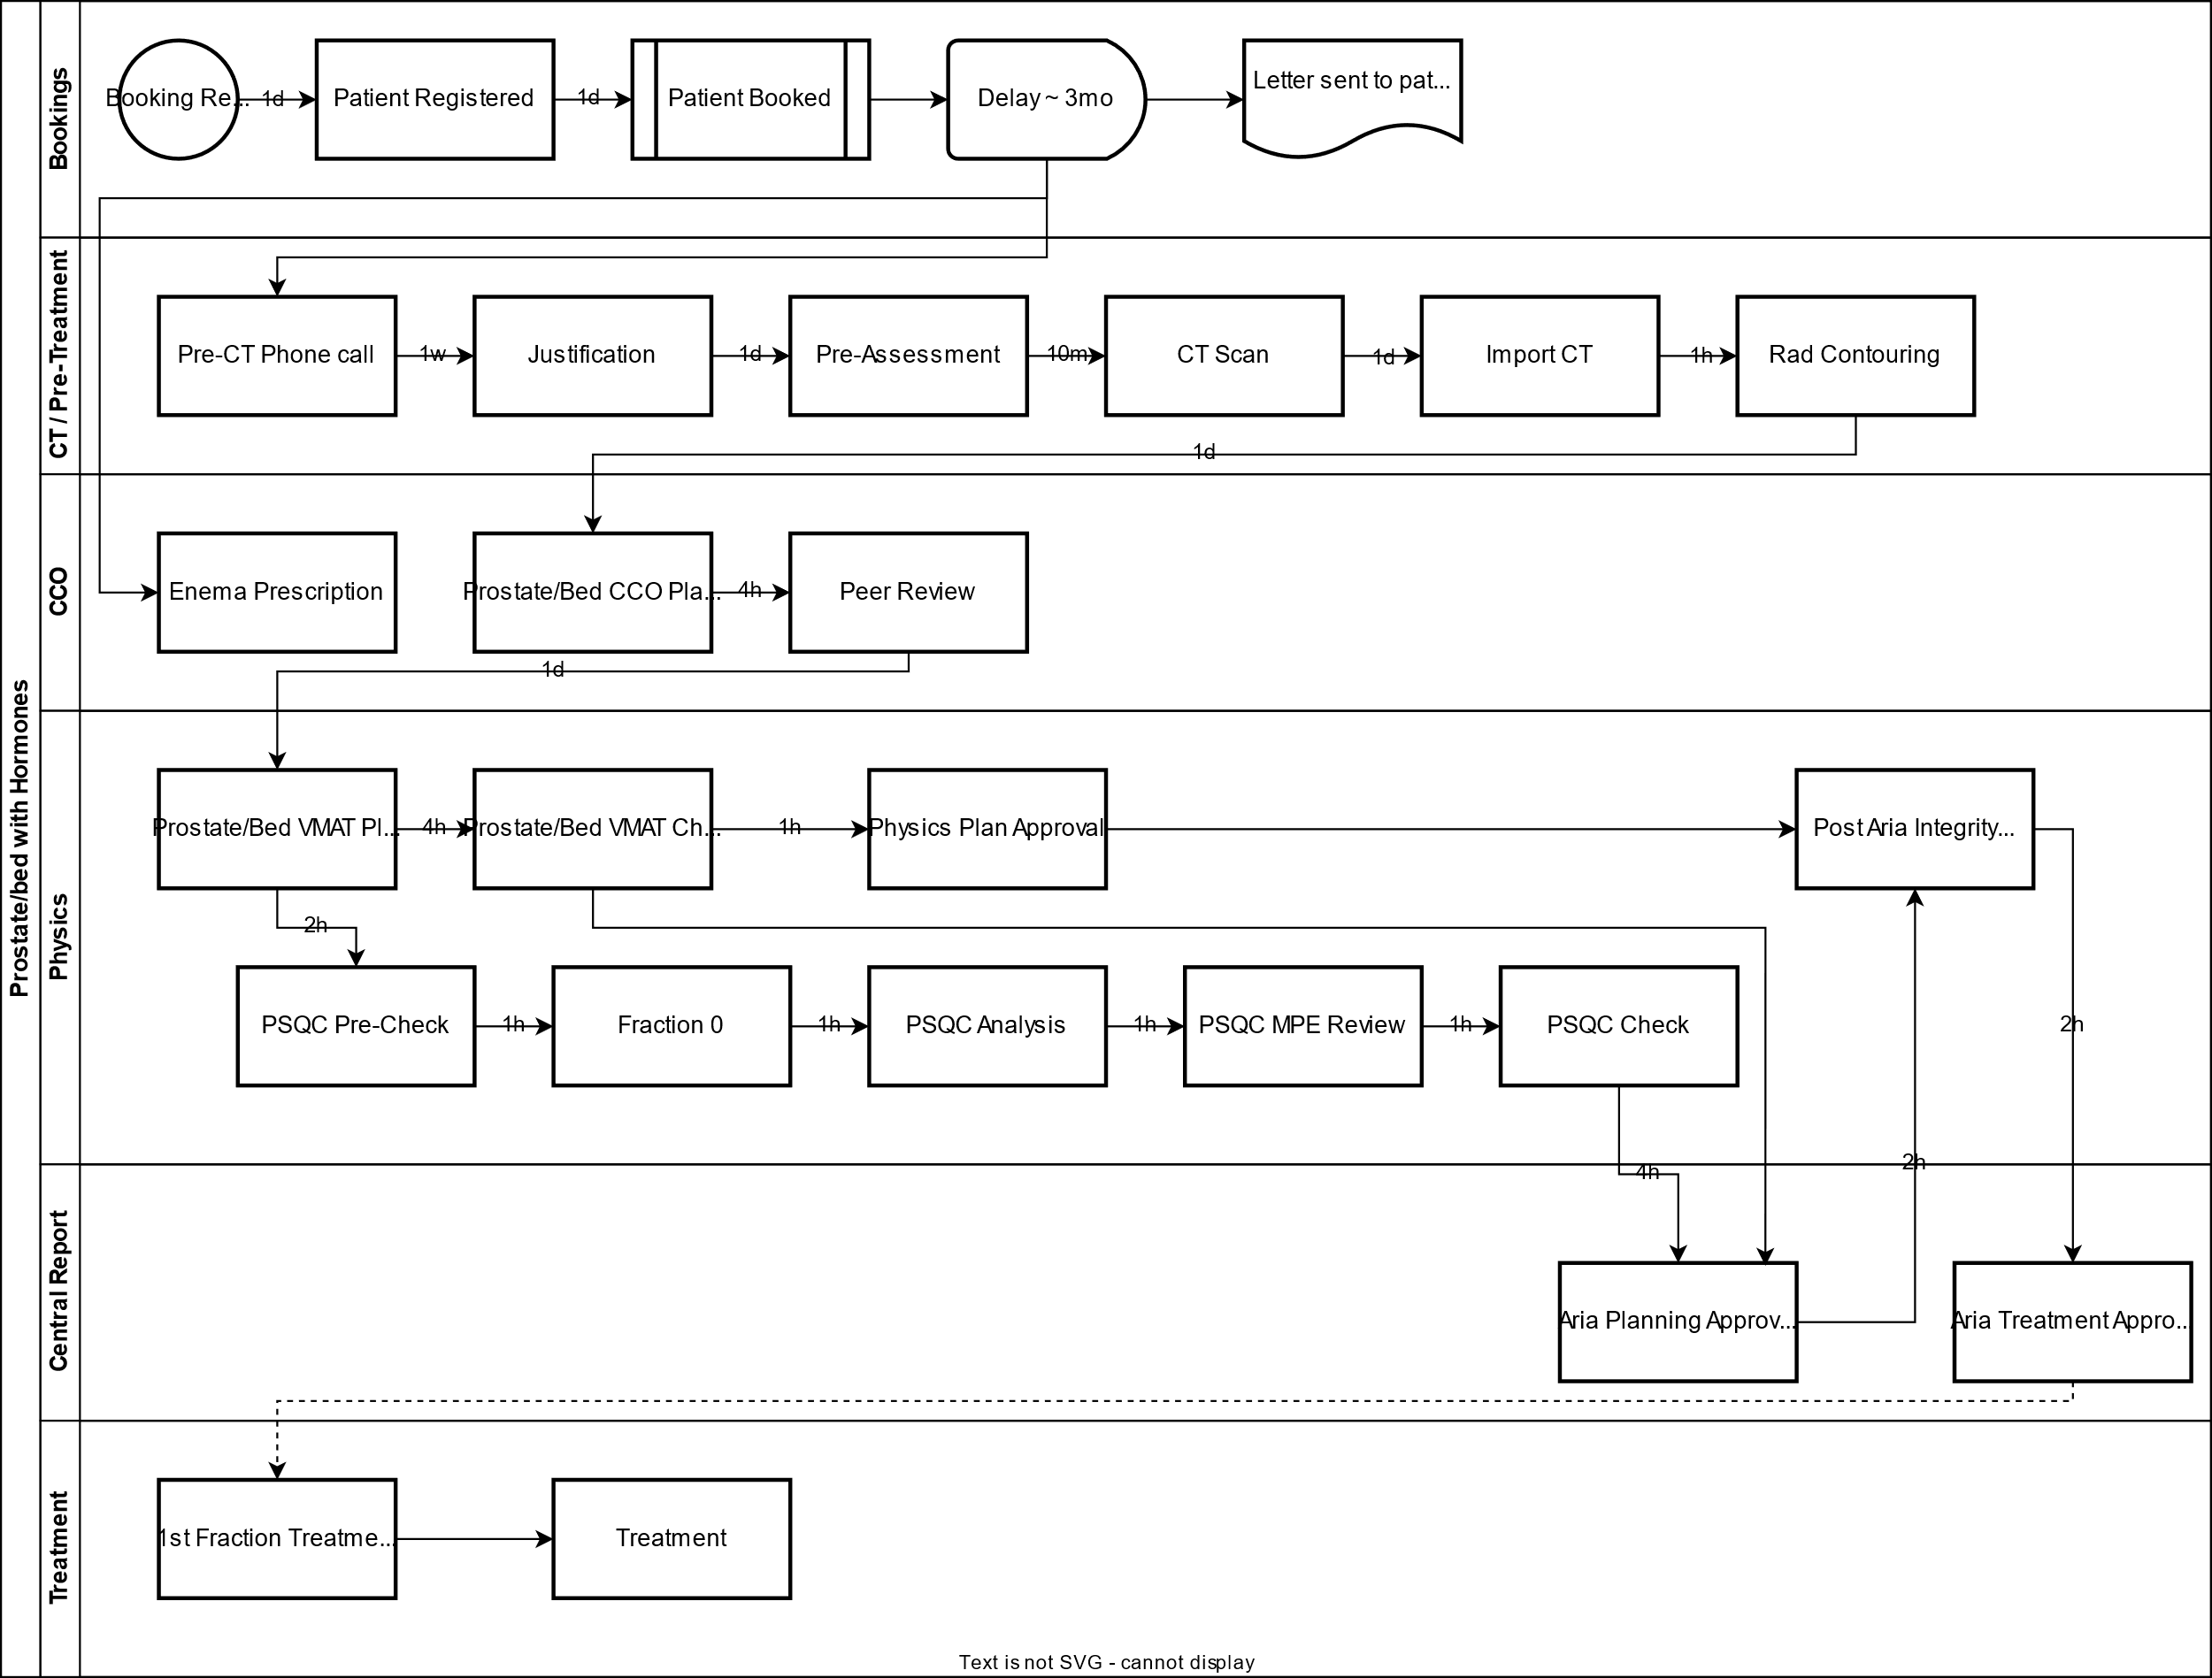 Prostate/bed with Hormones
Bookings
Booking Re...
1d
Patient Registered
1d
Patient Booked
Delay ~ 3mo
Letter sent to pat...
CT / Pre-Treatment
Pre-CT Phone call
1w
Justification
1d
Pre-Assessment
10m
CT Scan
1d
Import CT
1h
Rad Contouring
1d
CCO
Enema Prescription
Prostate/Bed CCO Pla...
4h
Peer Review
1d
Physics
Prostate/Bed VMAT Pl...
4h
Prostate/Bed VMAT Ch...
1h
Physics Plan Approval
Post Aria Integrity...
2h
PSQC Pre-Check
1h
Fraction 0
1h
PSQC Analysis
1h
PSQC MPE Review
1h
PSQC Check
2h
4h
2h
Central Report
Aria Planning Approv...
Aria Treatment Appro...
Treatment
1st Fraction Treatme...
Treatment
Text is not SVG - cannot display